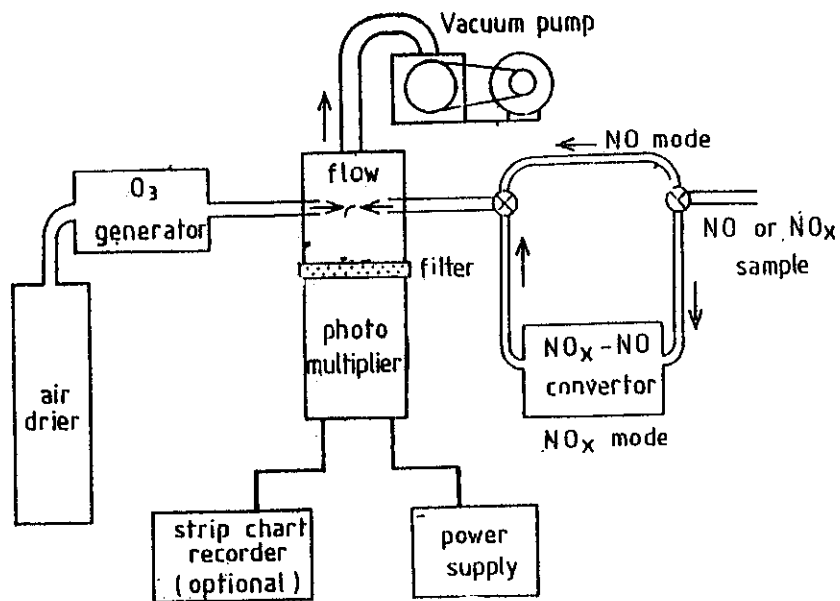 Vacuum pump
NO mode
O₃
generator
flow
NO or NOx
sample
filter
photo
multiplier
NOx-NO
convertor
NOx mode
air
drier
strip chart
recorder
(optional)
power
supply